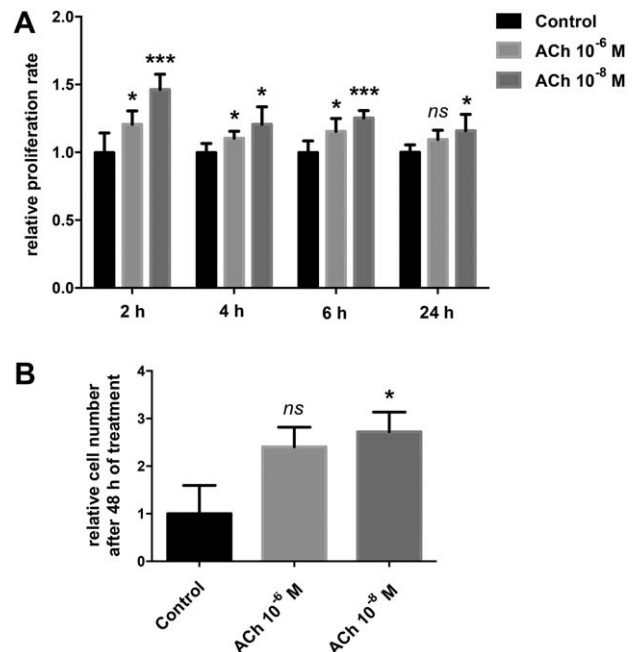 A
Control
ACh 10⁻⁶ M
ACh 10⁻⁸ M
relative proliferation rate
2.0
1.5
1.0
0.5
0.0
* *** * * * *** ns *
2 h 4 h 6 h 24 h
B
relative cell number
after 48 h of treatment
4
3
2
1
0
ns *
Control ACh 10⁻⁶ M ACh 10⁻⁸ M